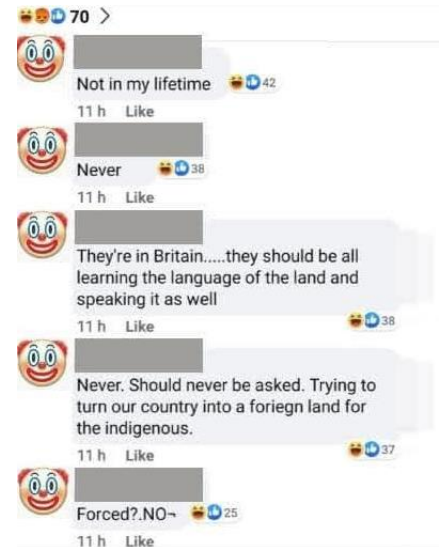 70 >
Not in my lifetime 42
11 h Like
Never 38
11 h Like
They're in Britain.....they should be all
learning the language of the land and
speaking it as well
38
11 h Like
Never. Should never be asked. Trying to
turn our country into a foriegn land for
the indigenous.
37
11 h Like
Forced?.NO¬ 25
11 h Like